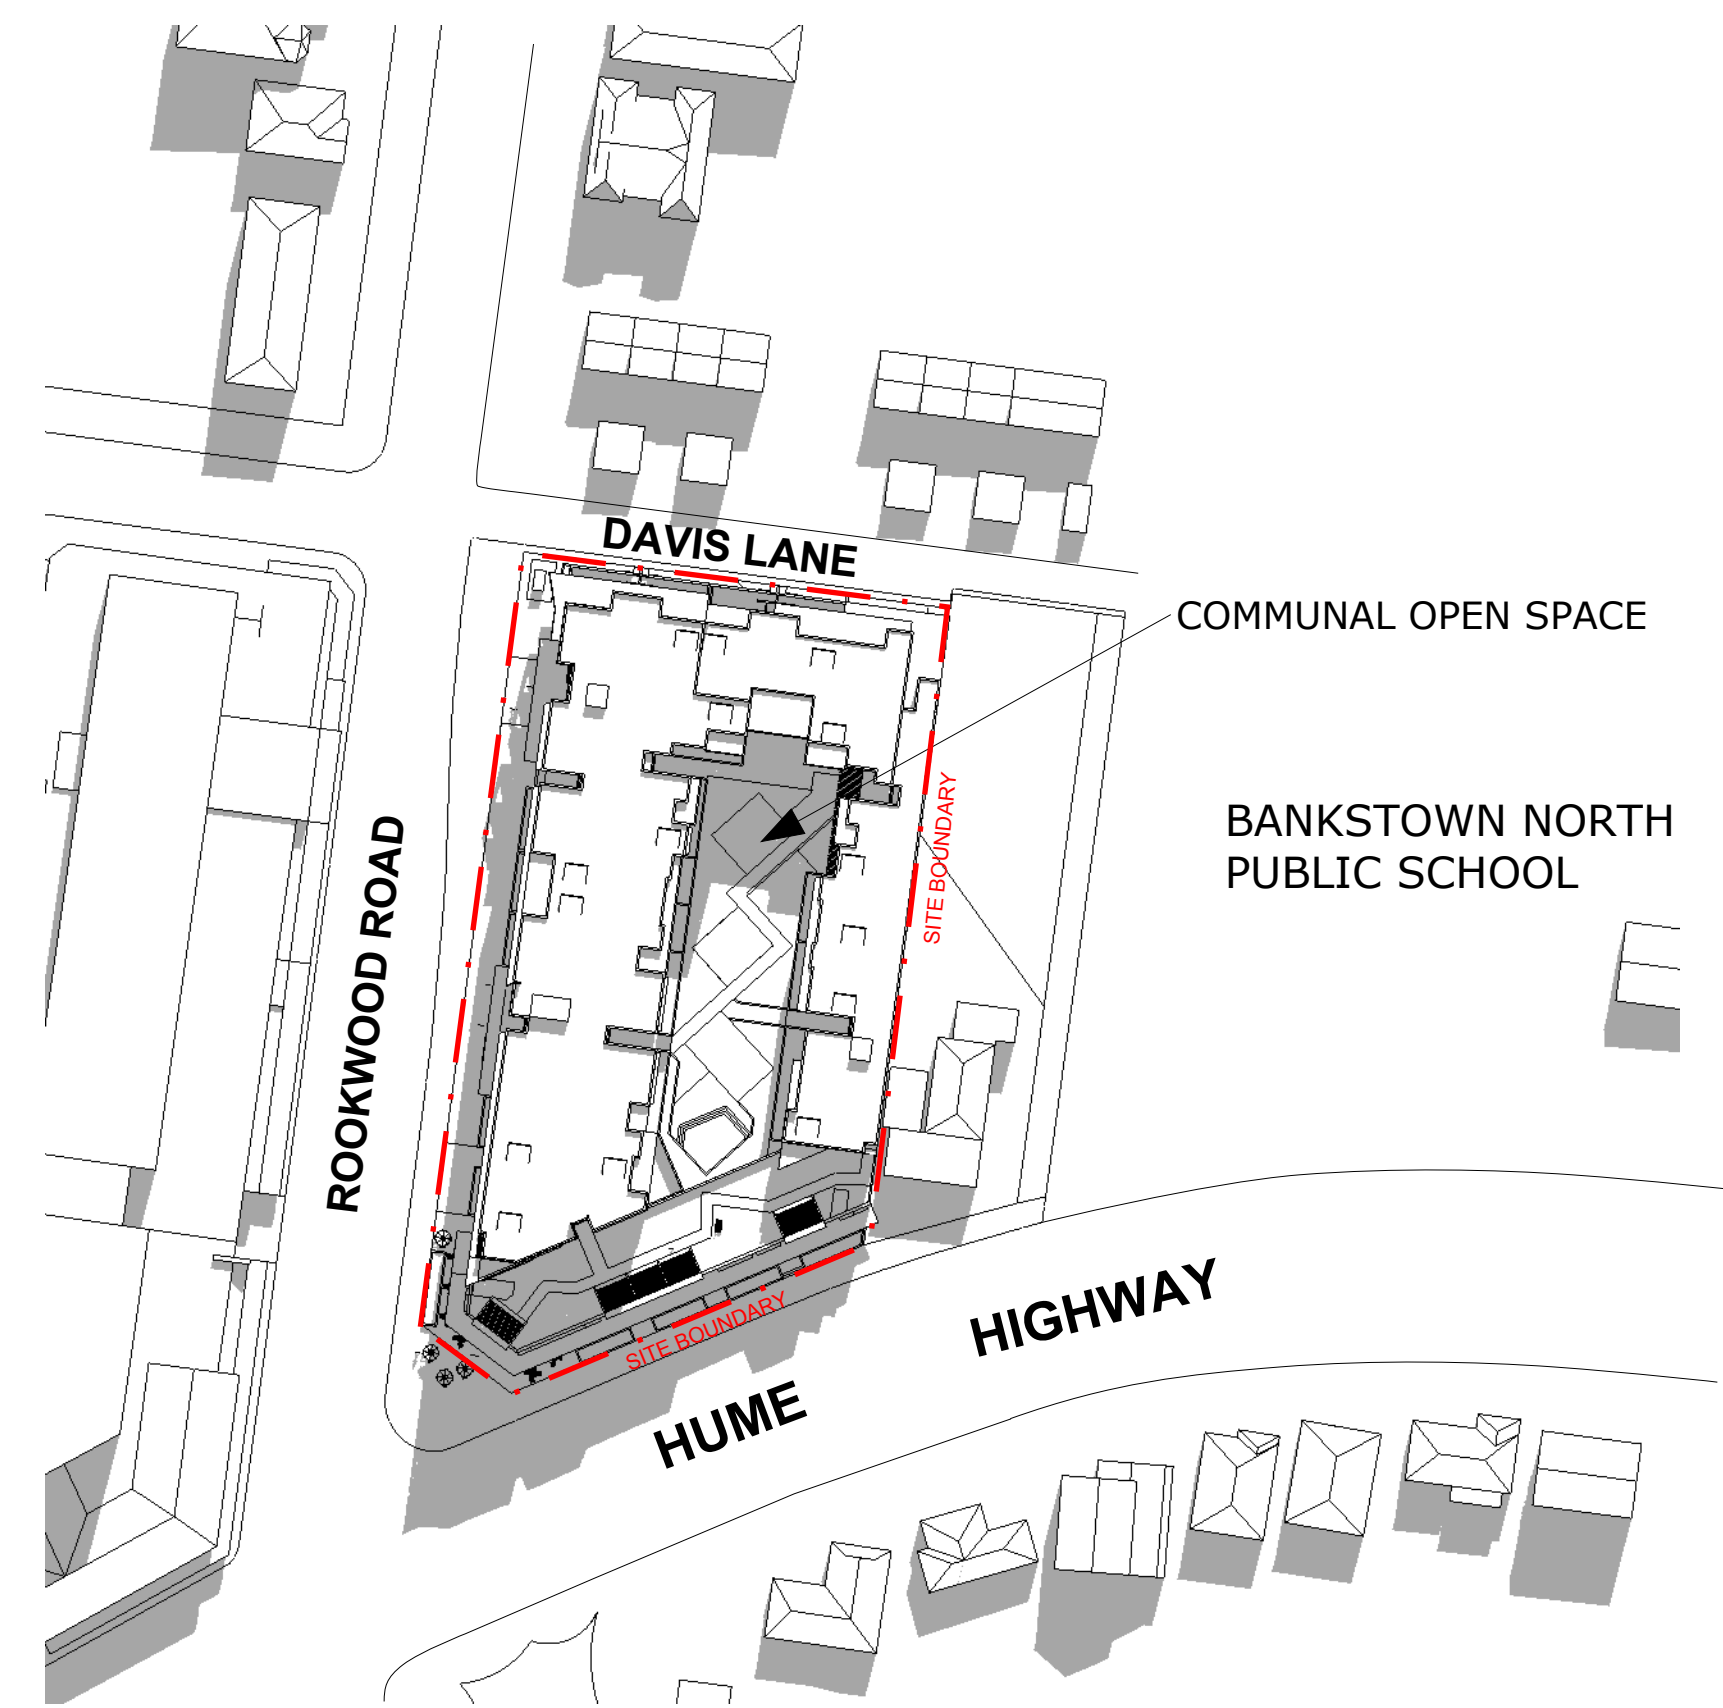 DAVIS LANE
COMMUNAL OPEN SPACE
SITE BOUNDARY
BANKSTOWN NORTH
PUBLIC SCHOOL
ROOKWOOD ROAD
SITE BOUNDARY
HUME
HIGHWAY